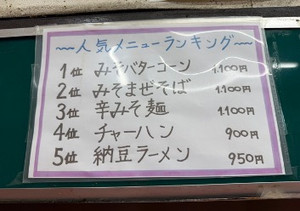 〜人気メニューランキング〜
1位 みそバターコーン 1,100円
2位 みそまぜそば 1,100円
3位 辛みそ麺 1,100円
4位 チャーハン 900円
5位 納豆ラーメン 950円